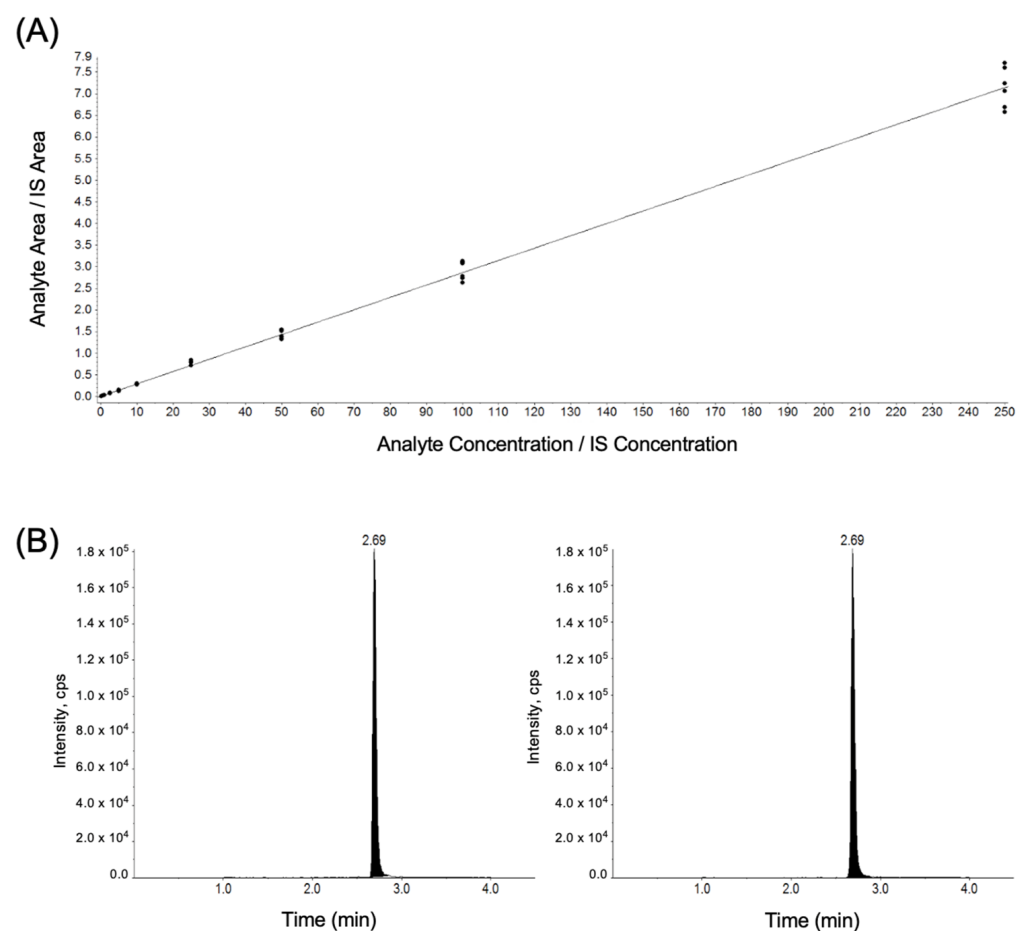 (A)
Analyte Area / IS Area
7.9
7.5
7.0
6.5
6.0
5.5
5.0
4.5
4.0
3.5
3.0
2.5
2.0
1.5
1.0
0.5
0.0
0 10 20 30 40 50 60 70 80 90 100 110 120 130 140 150 160 170 180 190 200 210 220 230 240 250
Analyte Concentration / IS Concentration
(B)
Intensity, cps
1.8 x 10⁵
1.6 x 10⁵
1.4 x 10⁵
1.2 x 10⁵
1.0 x 10⁵
8.0 x 10⁴
6.0 x 10⁴
4.0 x 10⁴
2.0 x 10⁴
0.0
2.69
1.0 2.0 3.0 4.0
Time (min)
Intensity, cps
1.8 x 10⁵
1.6 x 10⁵
1.4 x 10⁵
1.2 x 10⁵
1.0 x 10⁵
8.0 x 10⁴
6.0 x 10⁴
4.0 x 10⁴
2.0 x 10⁴
0.0
2.69
1.0 2.0 3.0 4.0
Time (min)